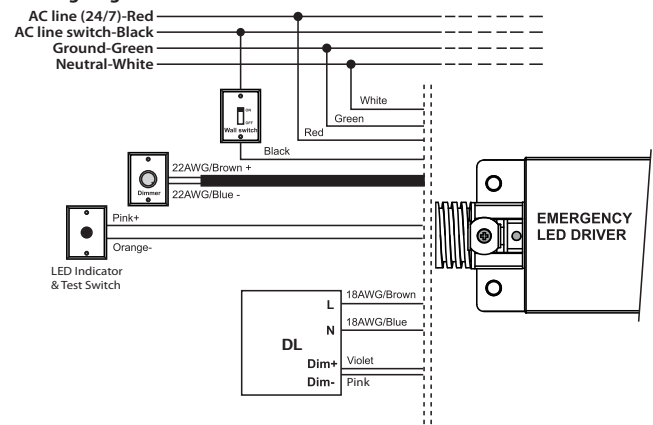 AC line (24/7)-Red
AC line switch-Black
Ground-Green
Neutral-White
White
Green
Red
Black
ON
OFF
Wall switch
22AWG/Brown +
22AWG/Blue -
Dimmer
Pink+
Orange-
LED Indicator
& Test Switch
EMERGENCY
LED DRIVER
L
18AWG/Brown
N
18AWG/Blue
DL
Dim+
Violet
Dim-
Pink